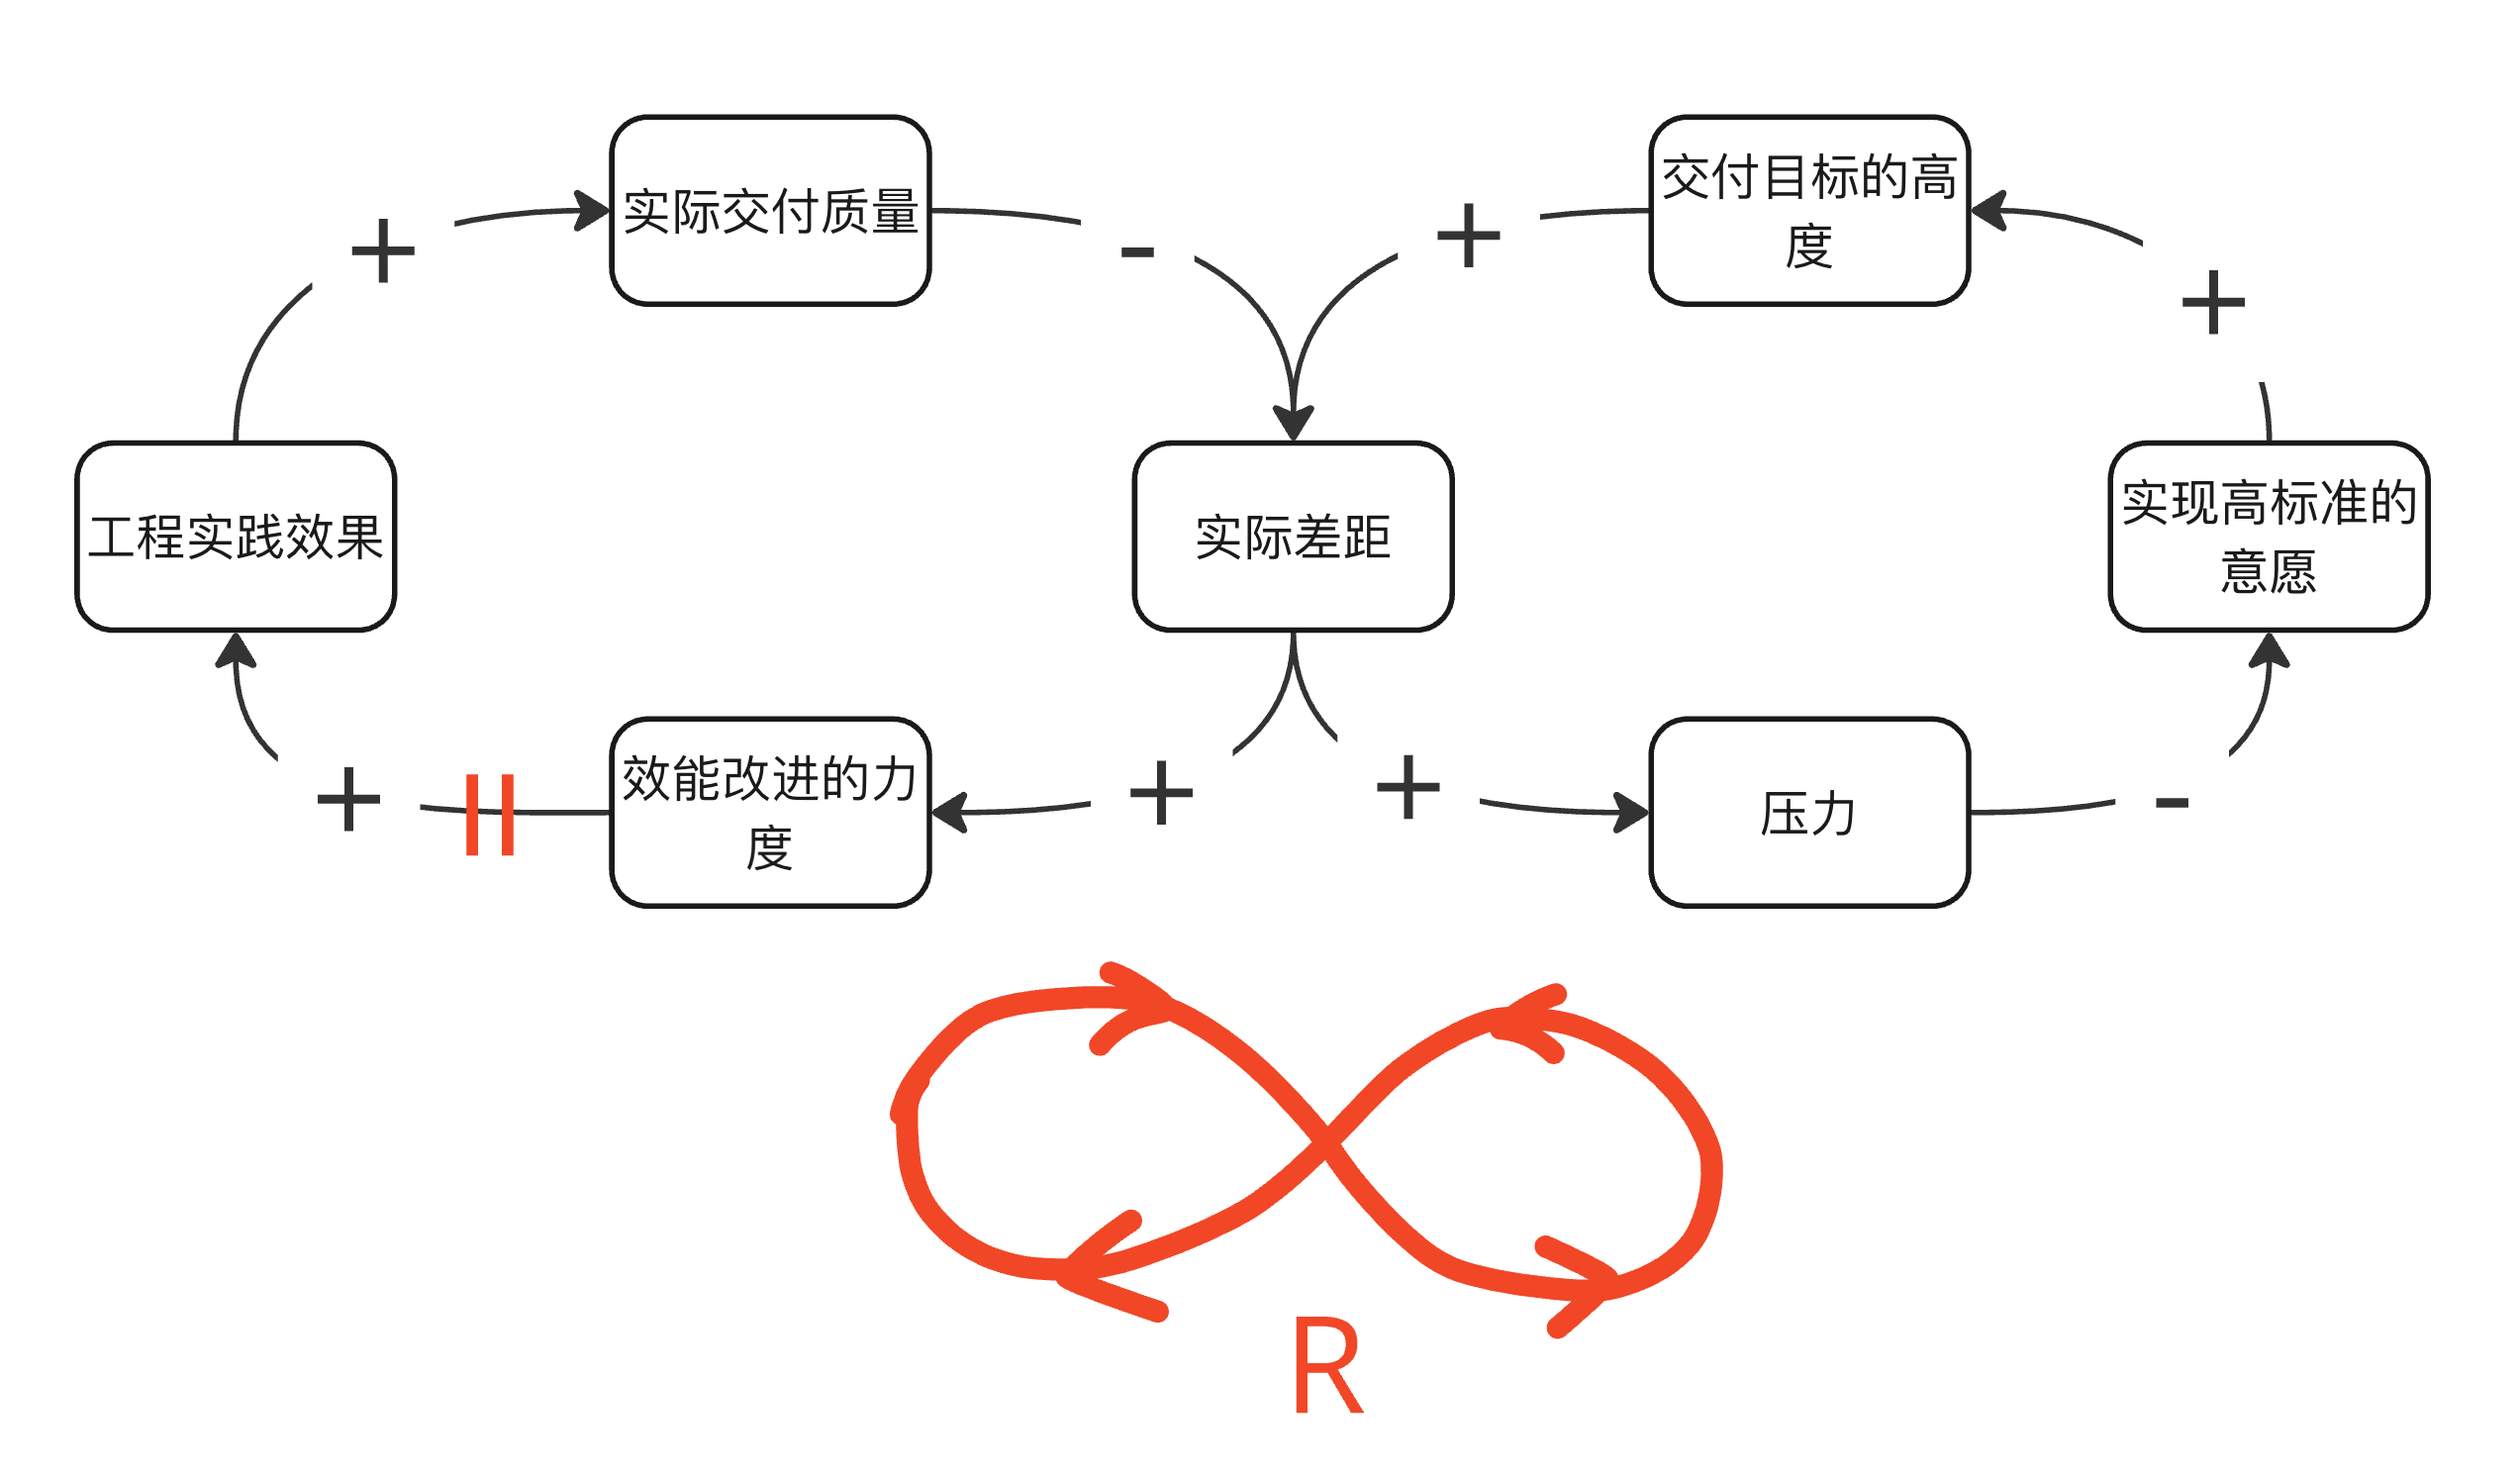 实际交付质量
交付目标的高
度
+
-
+
+
工程实践效果
实际差距
实现高标准的
意愿
+
效能改进的力
度
+
+
压力
-
R